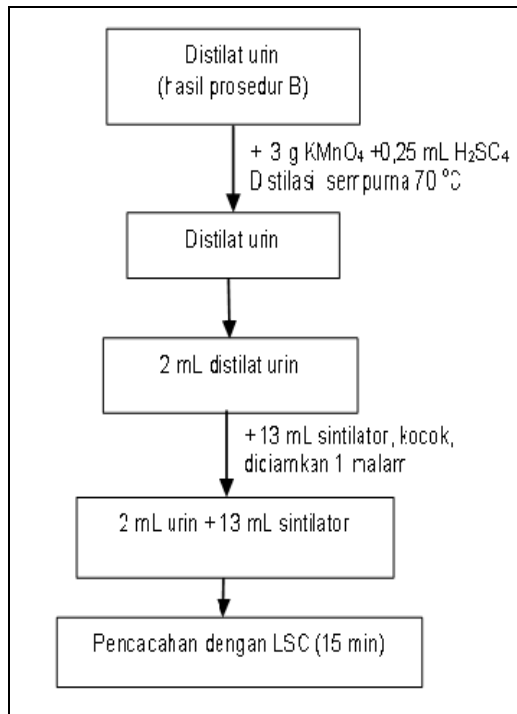 Distilat urin
(hasil prosedur B)
+ 3 g KMnO₄ +0,25 mL H₂SO₄
Distilasi sempurna 70 °C
Distilat urin
2 mL distilat urin
+ 13 mL sintilator, kocok,
diciamkan 1 malam
2 mL urin + 13 mL sintilator
Pencacahan dengan LSC (15 min)